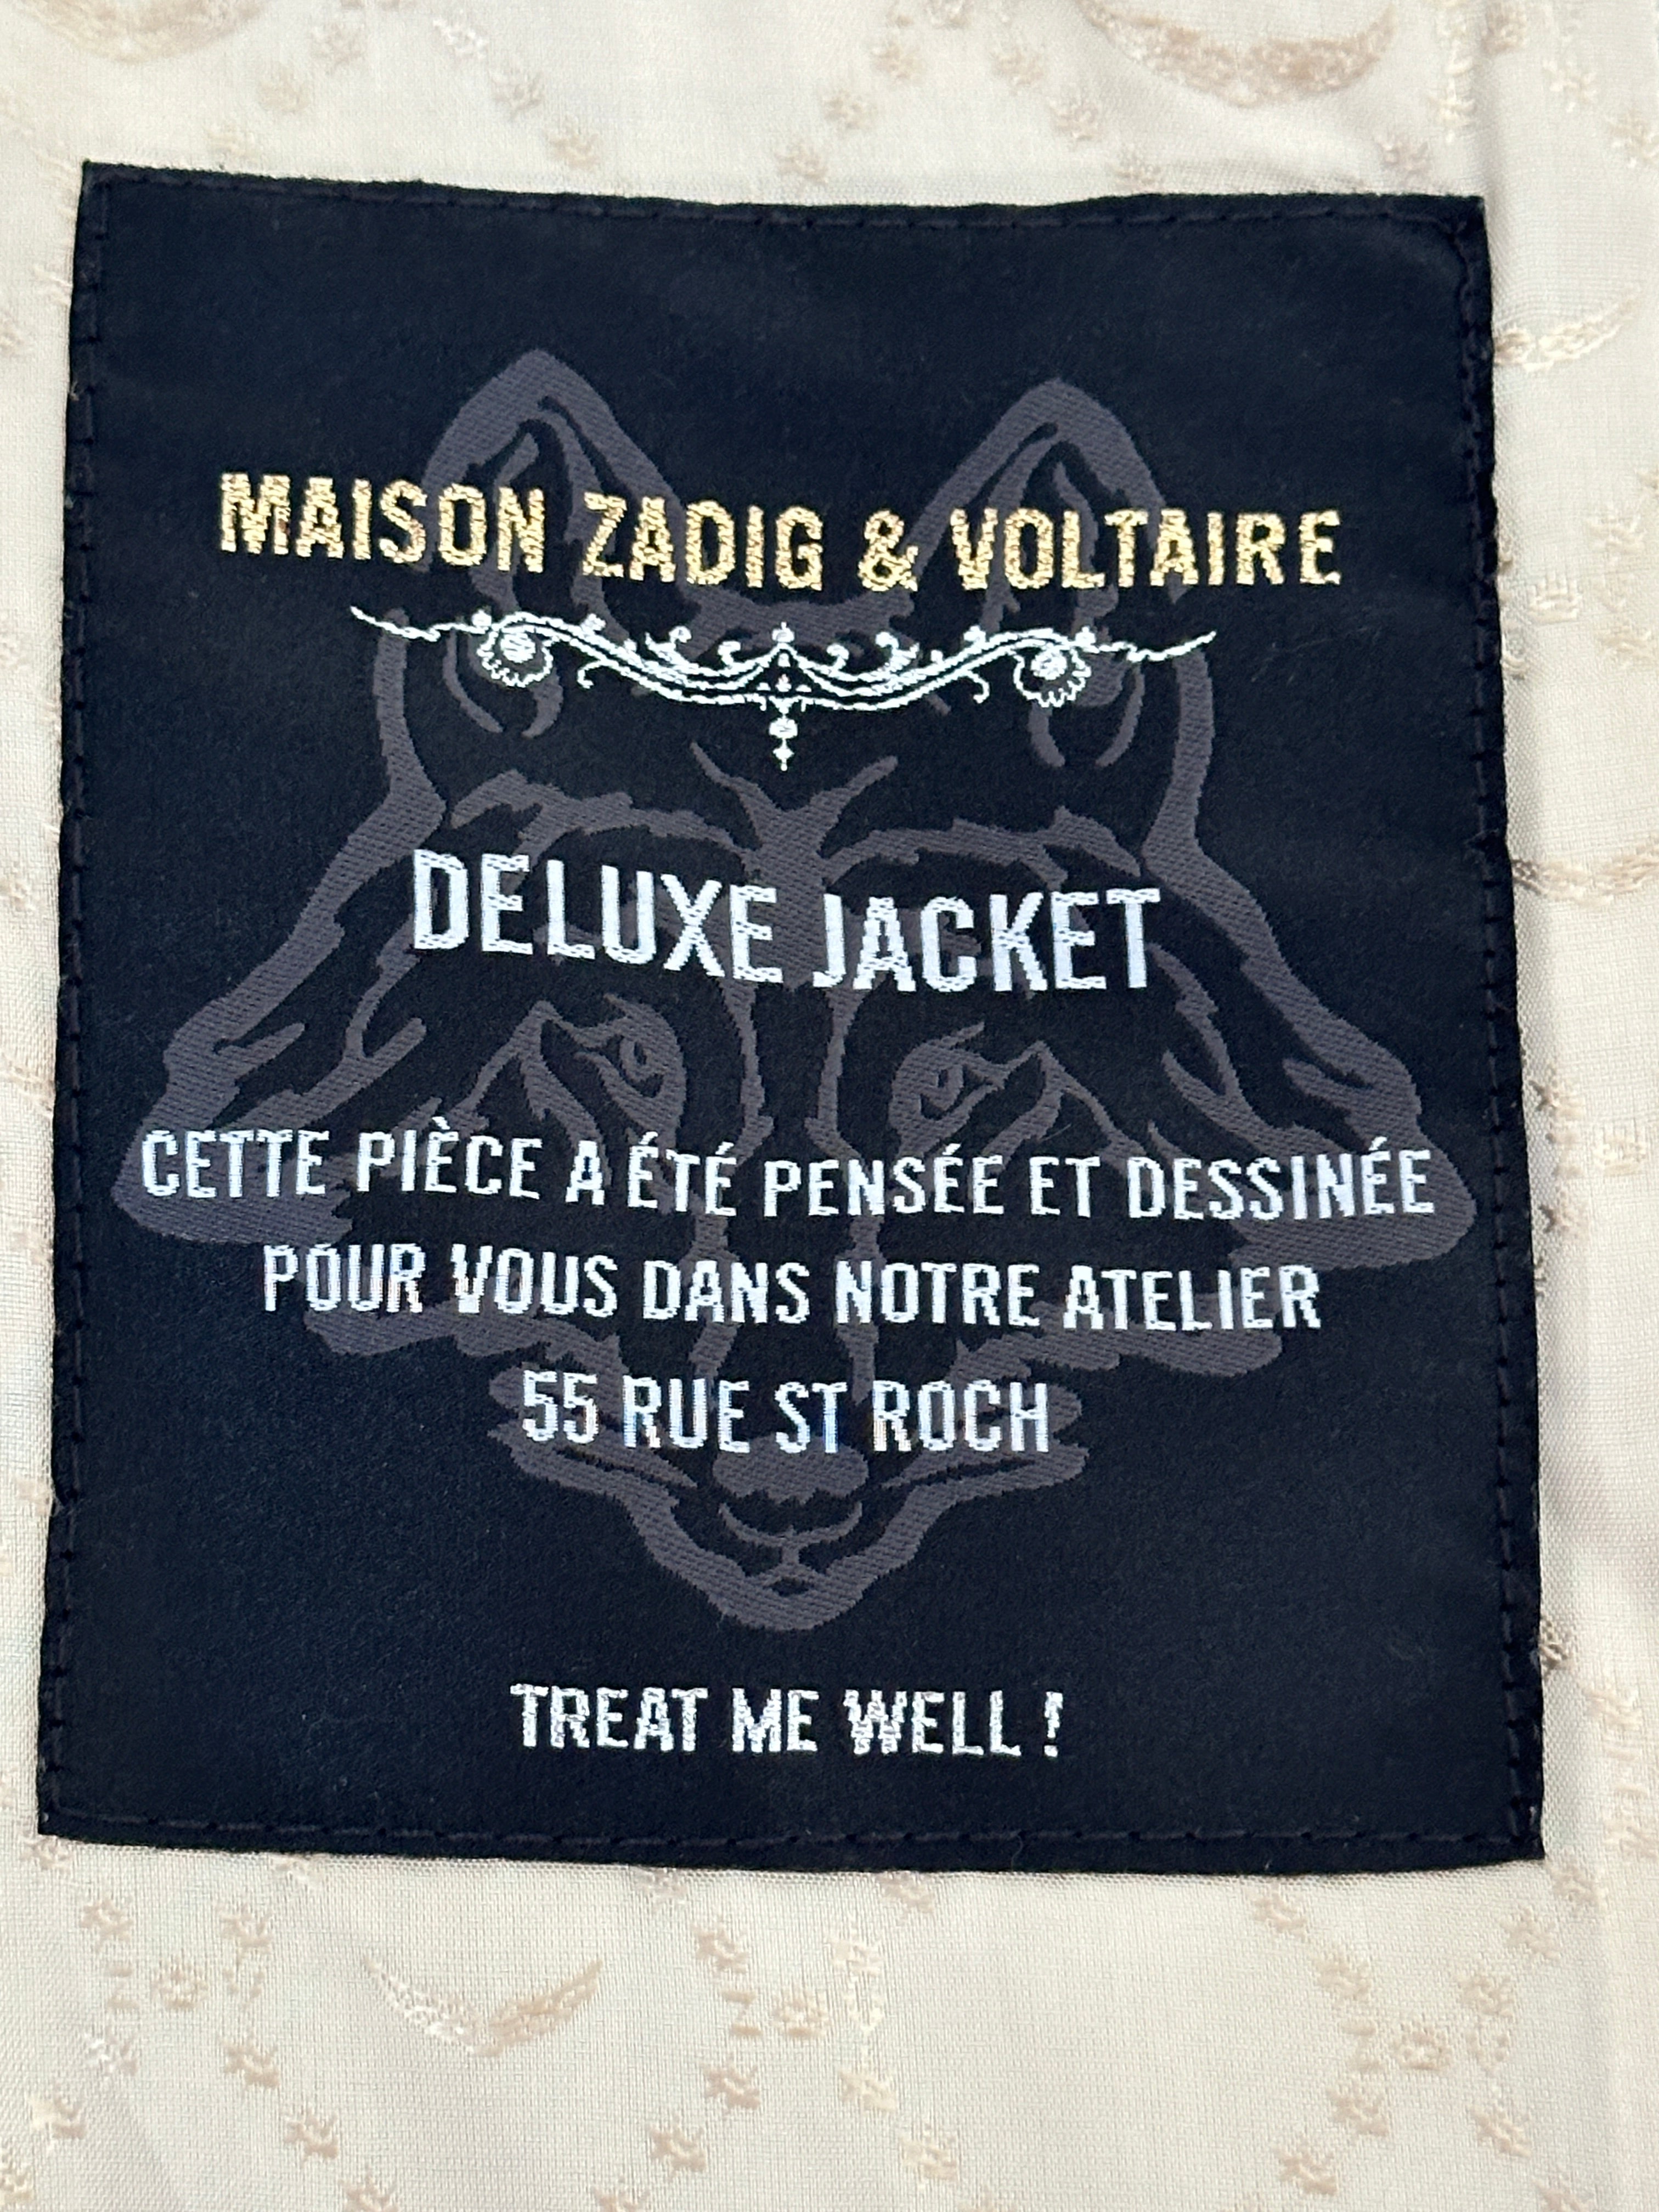 MAISON ZADIG & VOLTAIRE
DELUXE JACKET
CETTE PIÈCE A ÉTÉ PENSÉE ET DESSINÉE
POUR VOUS DANS NOTRE ATELIER
55 RUE ST ROCH
TREAT ME WELL !